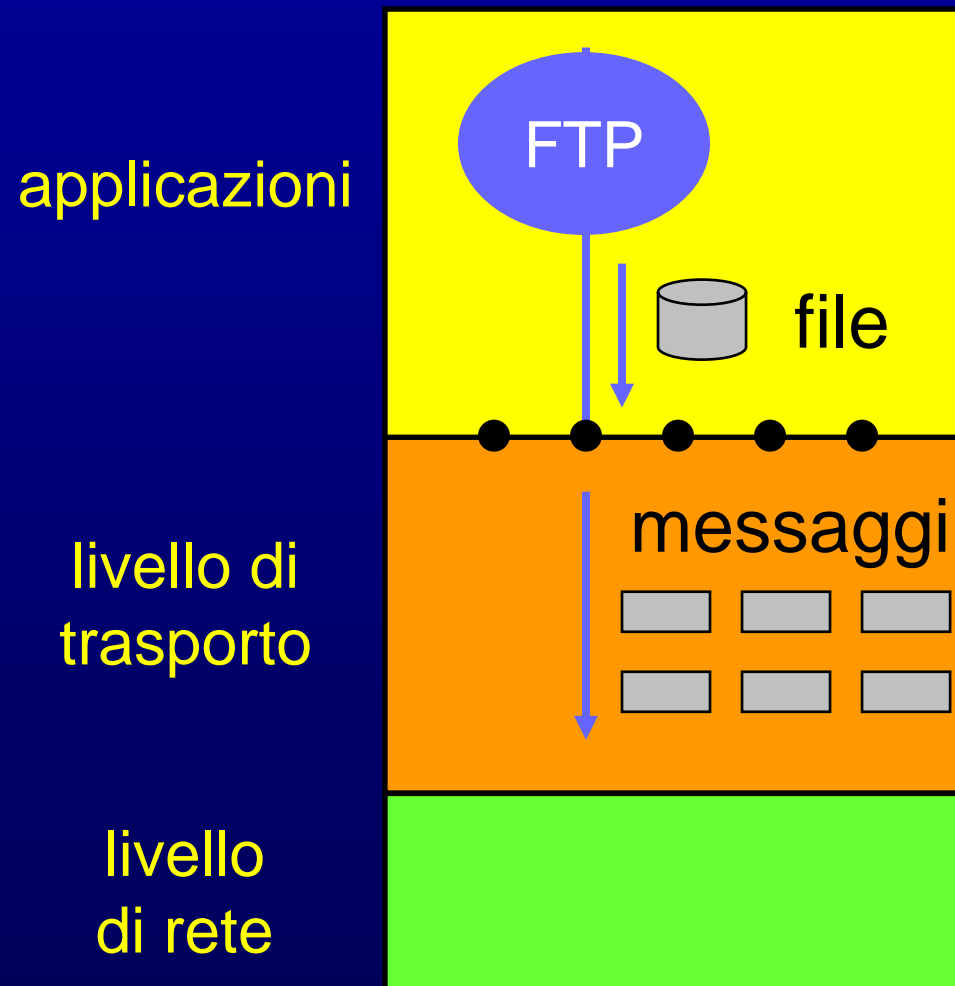 FTP
applicazioni
file
messaggi
livello di
trasporto
livello
di rete